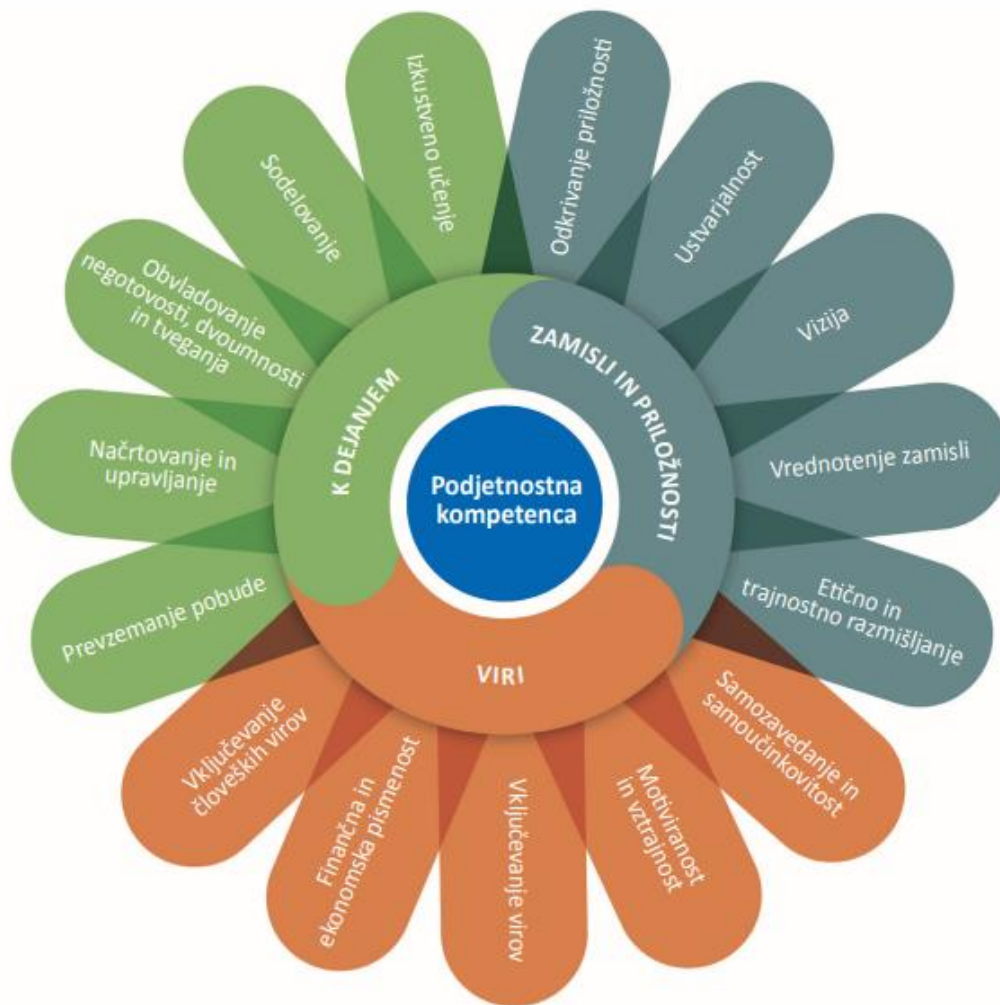 Podjetnostna
kompetenca
ZAMISLI IN PRILOŽNOSTI
Odkrivanje priložnosti
Ustvarjalnost
Vizija
Vrednotenje zamisli
Etično in
trajnostno razmišljanje
VIRI
Samozavedanje in
samoučinkovitost
Motiviranost
in vztrajnost
Vključevanje virov
Finančna in
ekonomska pismenost
Vključevanje
človeških virov
K DEJANJEM
Prevzemanje pobude
Načrtovanje in
upravljanje
Obvladovanje
negotovosti, dvoumnosti
in tveganja
Sodelovanje
Izkustveno učenje